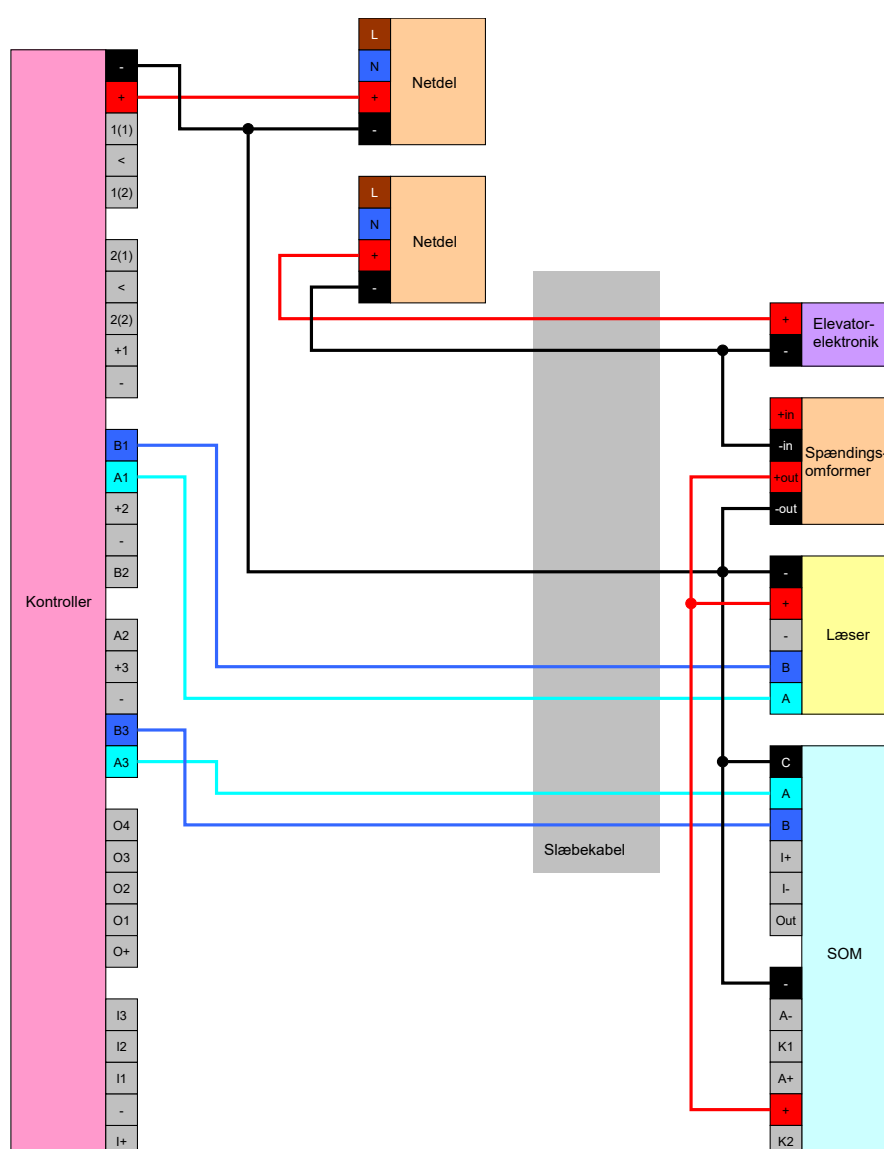 Kontroller
-
+
1(1)
<
1(2)
2(1)
<
2(2)
+1
-
B1
A1
+2
-
B2
A2
+3
-
B3
A3
O4
O3
O2
O1
O+
I3
I2
I1
-
I+
L
N
+
-
Netdel
L
N
+
-
Netdel
Slæbekabel
+
-
Elevator-
elektronik
+in
-in
+out
-out
Spændings-
omformer
-
+
-
B
A
Læser
C
A
B
I+
I-
Out
-
A-
K1
A+
+
K2
SOM